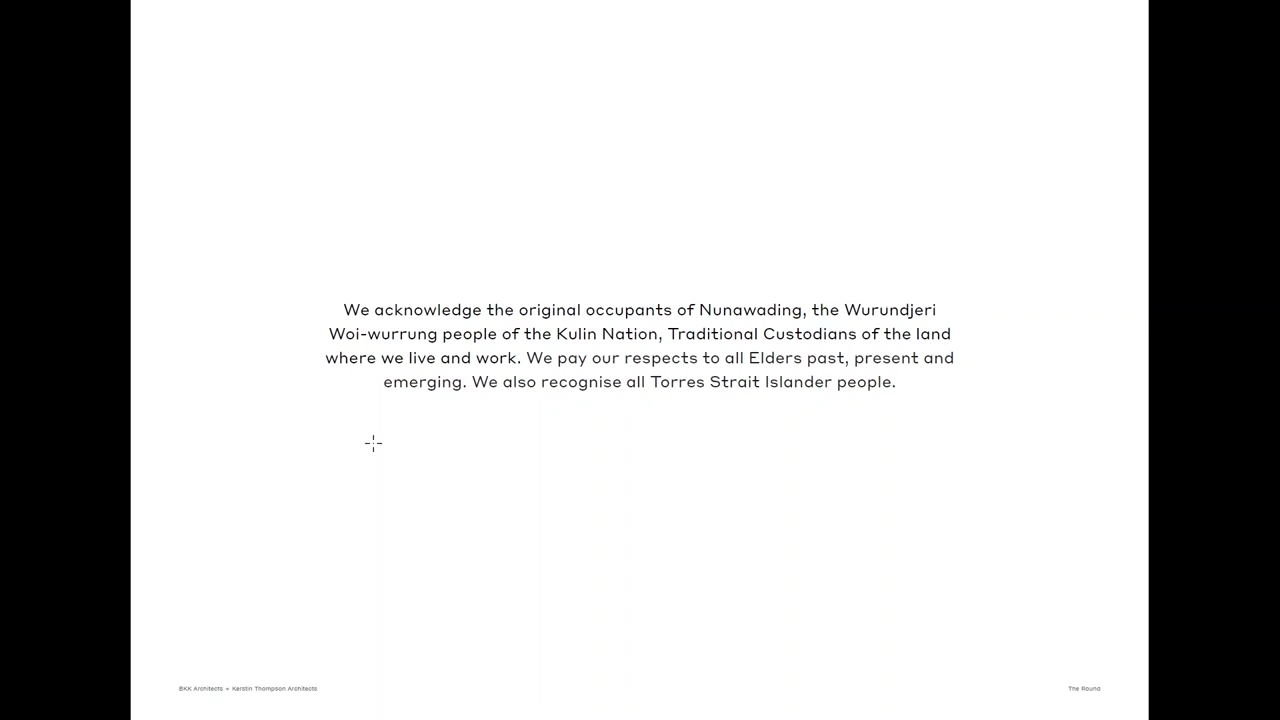 We acknowledge the original occupants of Nunawading, the Wurundjeri
Woi-wurrung people of the Kulin Nation, Traditional Custodians of the land
where we live and work. We pay our respects to all Elders past, present and
emerging. We also recognise all Torres Strait Islander people.
BKK Architects + Kerstin Thompson Architects
The Round